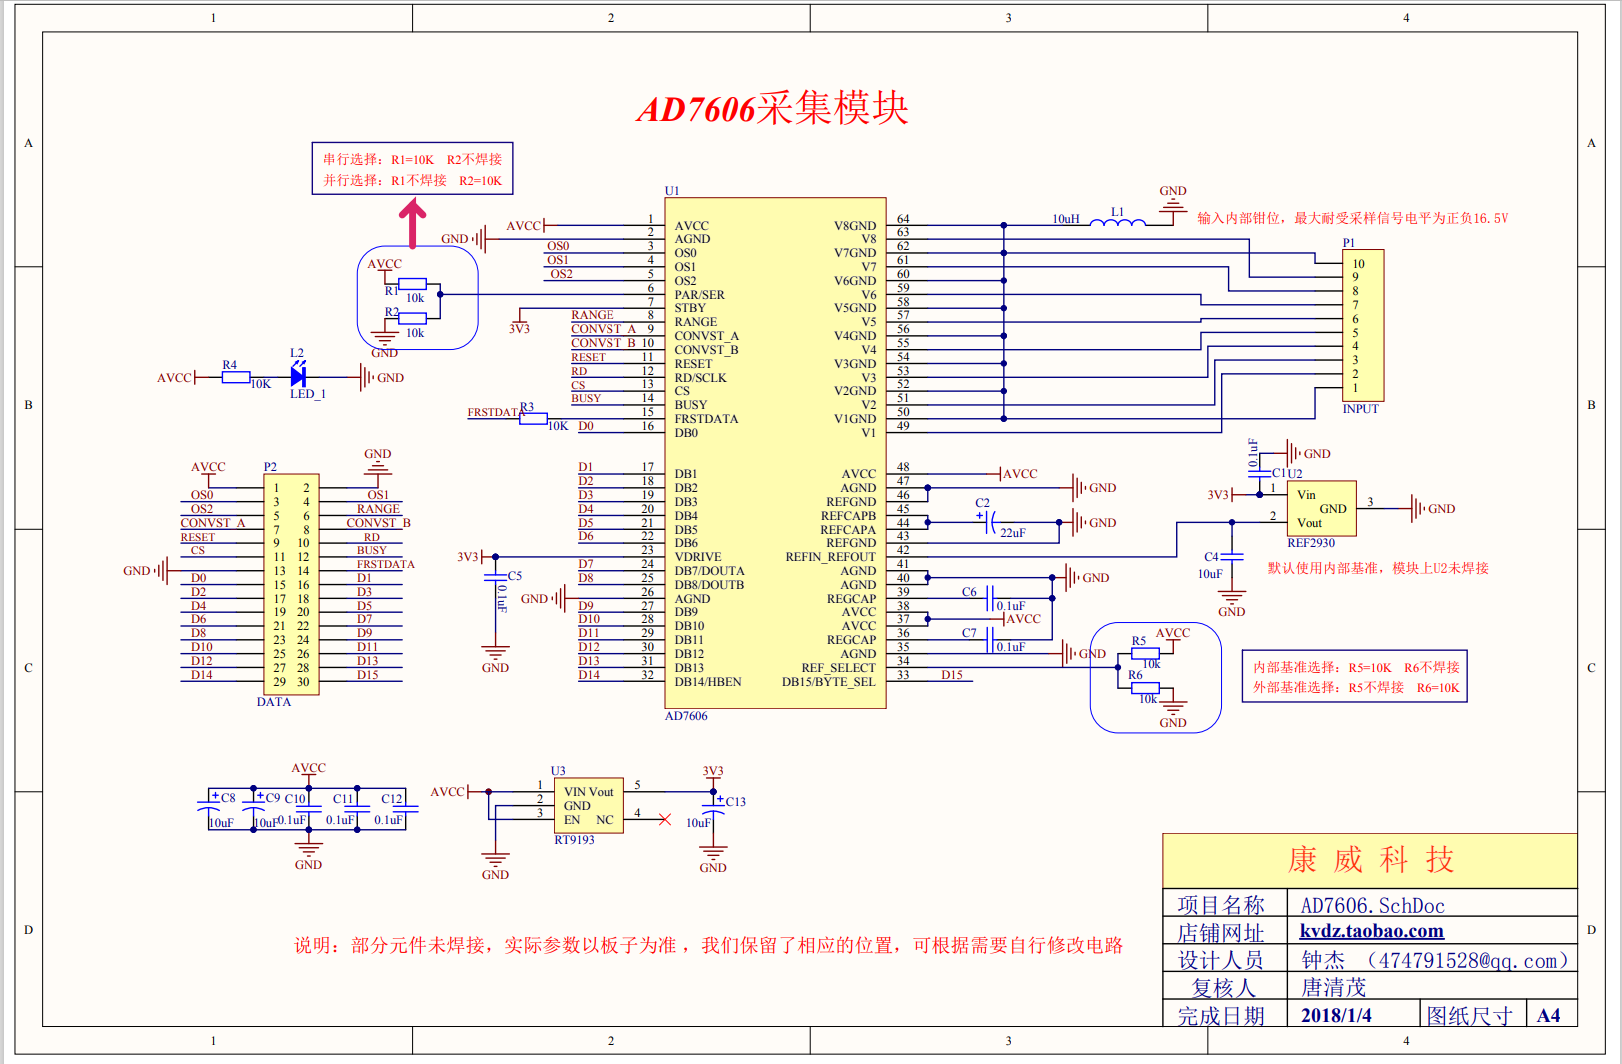 1 2 3 4
A A
B B
C C
D D
AD7606采集模块
串行选择：R1=10K R2不焊接
并行选择：R1不焊接 R2=10K
AVCC
R1
10k
R2
10k
GND
AVCC
R4
10K
L2
LED_1
GND
U1
AVCC 1 AVCC
GND 2 AGND
OS0 3 OS0
OS1 4 OS1
OS2 5 OS2
6 PAR/SER
3V3 7 STBY
RANGE 8 RANGE
CONVST_A 9 CONVST_A
CONVST_B 10 CONVST_B
RESET 11 RESET
RD 12 RD/SCLK
CS 13 CS
BUSY 14 BUSY
FRSTDATA R3 10K 15 FRSTDATA
D0 16 DB0
D1 17 DB1
D2 18 DB2
D3 19 DB3
D4 20 DB4
D5 21 DB5
D6 22 DB6
3V3 23 VDRIVE
D7 24 DB7/DOUTA
D8 25 DB8/DOUTB
GND 26 AGND
D9 27 DB9
D10 28 DB10
D11 29 DB11
D12 30 DB12
D13 31 DB13
D14 32 DB14/HBEN
C5
0.1uF
GND
V8GND 64
V8 63
V7GND 62
V7 61
V6GND 60
V6 59
V5GND 58
V5 57
V4GND 56
V4 55
V3GND 54
V3 53
V2GND 52
V2 51
V1GND 50
V1 49
AVCC 48 AVCC
AGND 47 GND
REFGND 46
REFCAPB 45
REFCAPA 44
REFGND 43
REFIN_REFOUT 42
AGND 41
AGND 40 GND
REGCAP 39
AVCC 38
AVCC 37 AVCC
REGCAP 36
AGND 35 GND
REF_SELECT 34
DB15/BYTE_SEL 33 D15
AD7606
10uH L1
GND
输入内部钳位，最大耐受采样信号电平为正负16.5V
P1
10
9
8
7
6
5
4
3
2
1
INPUT
C2
22uF
GND
C6
0.1uF
C7
0.1uF
0.1uF
C1
GND
U2
3V3 1 Vin
GND 3 GND
2 Vout
REF2930
C4
10uF
GND
默认使用内部基准，模块上U2未焊接
R5
10k
AVCC
R6
10k
GND
内部基准选择：R5=10K R6不焊接
外部基准选择：R5不焊接 R6=10K
AVCC P2 GND
1 2
OS0 3 4 OS1
OS2 5 6 RANGE
CONVST_A 7 8 CONVST_B
RESET 9 10 RD
CS 11 12 BUSY
GND 13 14 FRSTDATA
D0 15 16 D1
D2 17 18 D3
D4 19 20 D5
D6 21 22 D7
D8 23 24 D9
D10 25 26 D11
D12 27 28 D13
D14 29 30 D15
DATA
AVCC
C8 C9 C10 C11 C12
10uF 10uF 0.1uF 0.1uF 0.1uF
GND
U3
AVCC 1 VIN Vout 5 3V3
2 GND
3 EN NC 4
RT9193
GND
C13
10uF
GND
说明：部分元件未焊接，实际参数以板子为准 ，我们保留了相应的位置，可根据需要自行修改电路
康 威 科 技
项目名称 AD7606.SchDoc
店铺网址 kvdz.taobao.com
设计人员 钟杰 （474791528@qq.com）
复核人 唐清茂
完成日期 2018/1/4 图纸尺寸 A4
1 2 3 4